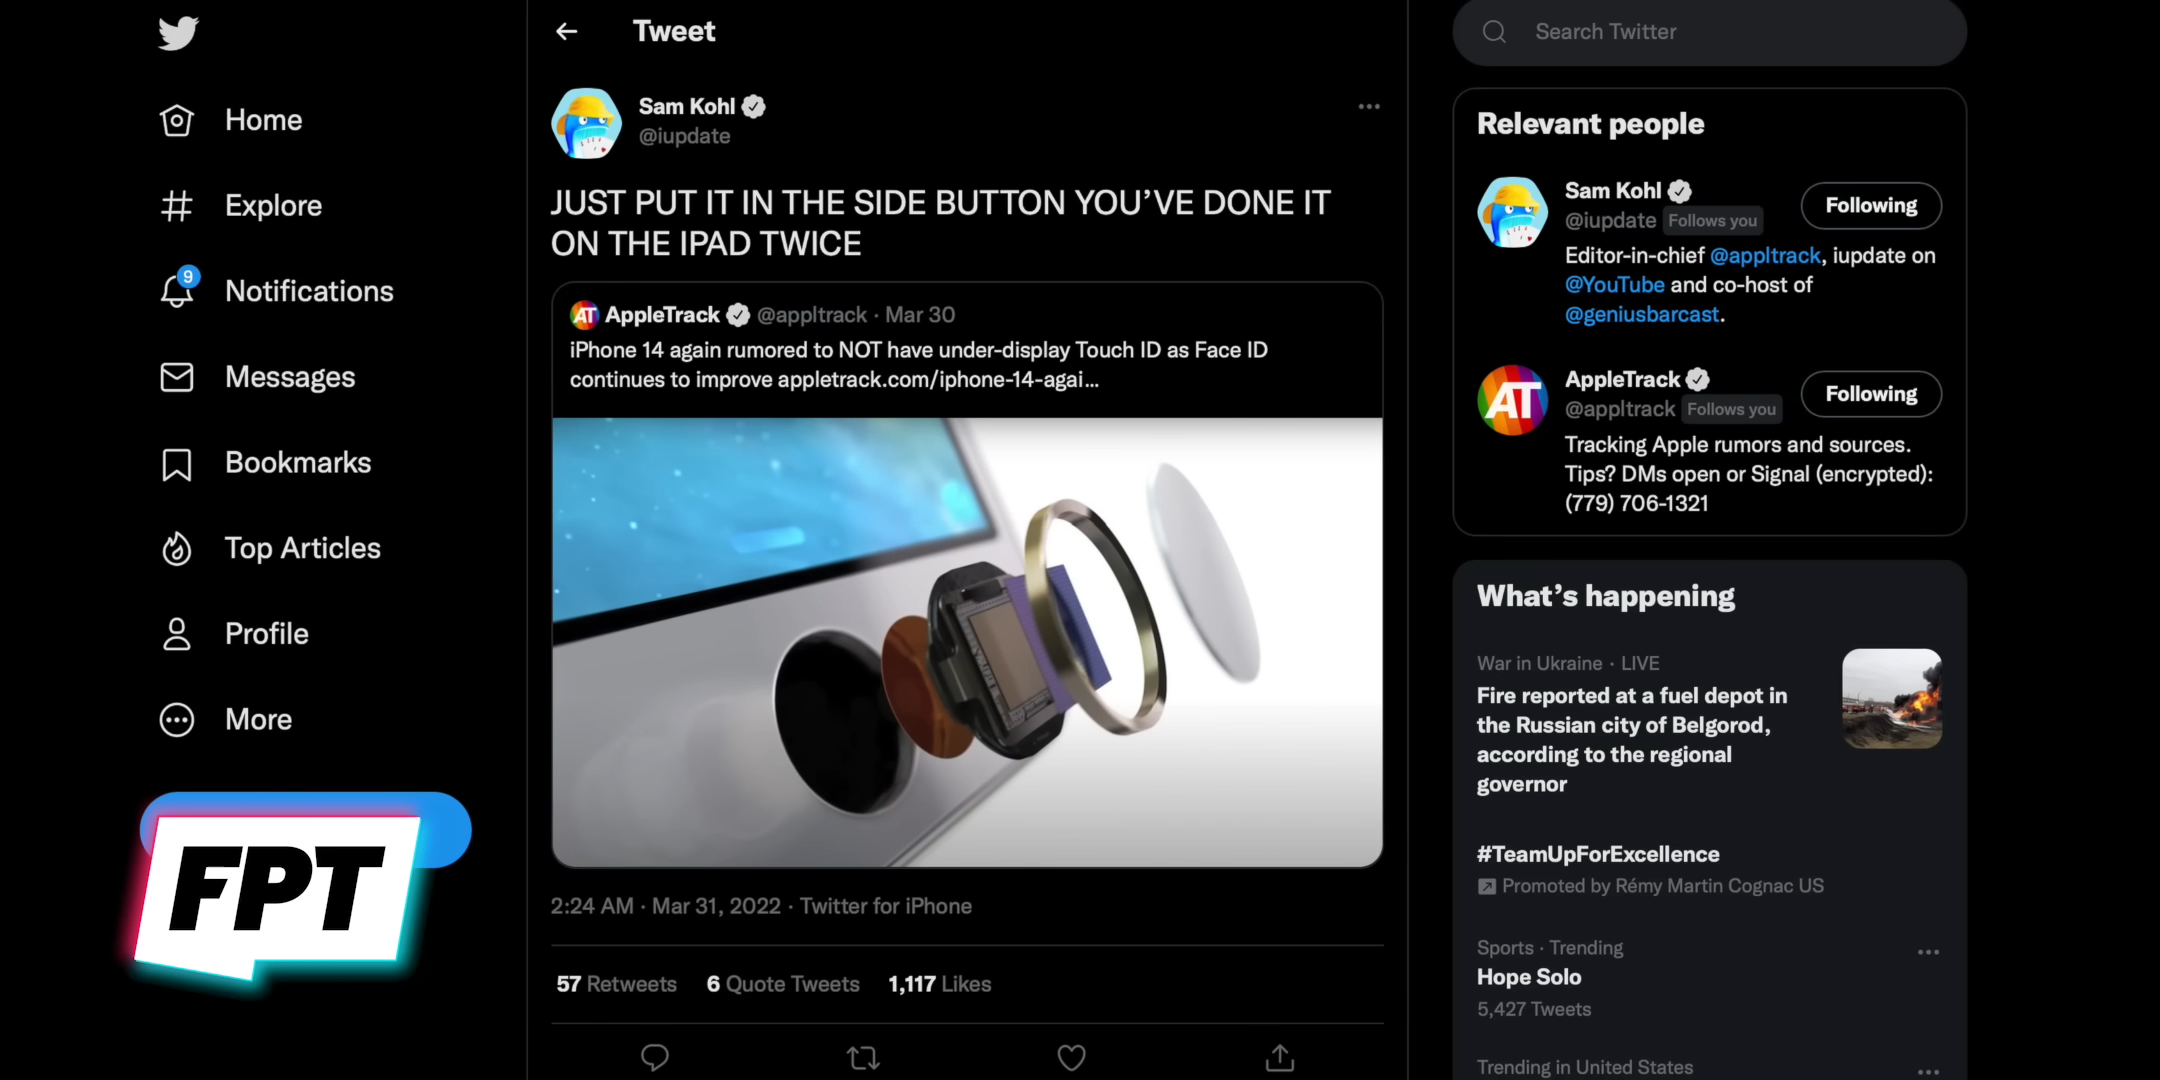 Home
Explore
9
Notifications
Messages
Bookmarks
Top Articles
Profile
More
FPT
Tweet
Sam Kohl
@iupdate
JUST PUT IT IN THE SIDE BUTTON YOU’VE DONE IT
ON THE IPAD TWICE
AT AppleTrack @appltrack · Mar 30
iPhone 14 again rumored to NOT have under-display Touch ID as Face ID
continues to improve appletrack.com/iphone-14-agai...
2:24 AM · Mar 31, 2022 · Twitter for iPhone
57 Retweets 6 Quote Tweets 1,117 Likes
Search Twitter
Relevant people
Sam Kohl
@iupdate Follows you
Following
Editor-in-chief @appltrack, iupdate on
@YouTube and co-host of
@geniusbarcast.
AT
AppleTrack
@appltrack Follows you
Following
Tracking Apple rumors and sources.
Tips? DMs open or Signal (encrypted):
(779) 706-1321
What’s happening
War in Ukraine · LIVE
Fire reported at a fuel depot in
the Russian city of Belgorod,
according to the regional
governor
#TeamUpForExcellence
Promoted by Rémy Martin Cognac US
Sports · Trending
Hope Solo
5,427 Tweets
Trending in United States